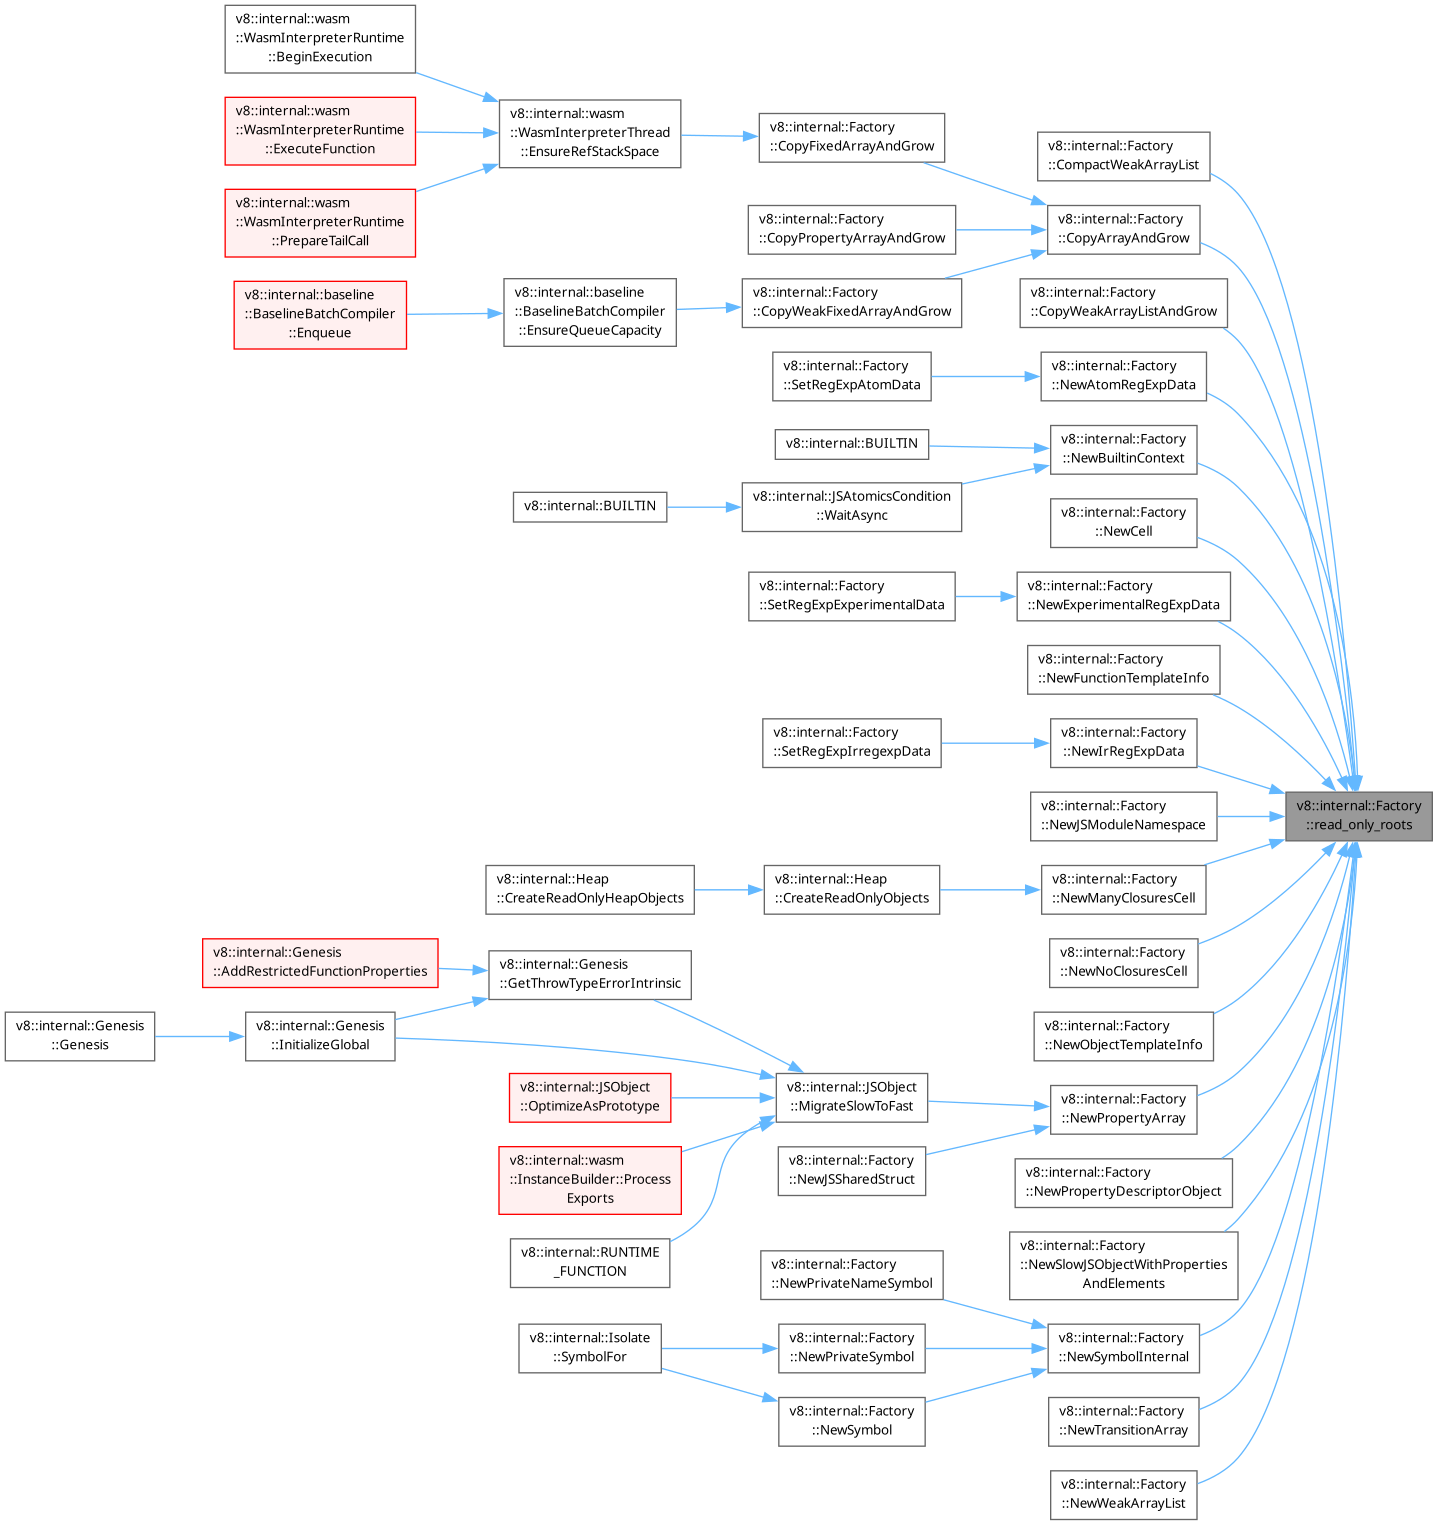 v8::internal::wasm
::WasmInterpreterRuntime
::BeginExecution
v8::internal::wasm
::WasmInterpreterRuntime
::ExecuteFunction
v8::internal::wasm
::WasmInterpreterRuntime
::PrepareTailCall
v8::internal::baseline
::BaselineBatchCompiler
::Enqueue
v8::internal::wasm
::WasmInterpreterThread
::EnsureRefStackSpace
v8::internal::baseline
::BaselineBatchCompiler
::EnsureQueueCapacity
v8::internal::Factory
::CopyFixedArrayAndGrow
v8::internal::Factory
::CopyPropertyArrayAndGrow
v8::internal::Factory
::CopyWeakFixedArrayAndGrow
v8::internal::Factory
::CompactWeakArrayList
v8::internal::Factory
::CopyArrayAndGrow
v8::internal::Factory
::CopyWeakArrayListAndGrow
v8::internal::Factory
::SetRegExpAtomData
v8::internal::Factory
::NewAtomRegExpData
v8::internal::BUILTIN
v8::internal::Factory
::NewBuiltinContext
v8::internal::BUILTIN
v8::internal::JSAtomicsCondition
::WaitAsync
v8::internal::Factory
::NewCell
v8::internal::Factory
::SetRegExpExperimentalData
v8::internal::Factory
::NewExperimentalRegExpData
v8::internal::Factory
::NewFunctionTemplateInfo
v8::internal::Factory
::SetRegExpIrregexpData
v8::internal::Factory
::NewIrRegExpData
v8::internal::Factory
::NewJSModuleNamespace
v8::internal::Factory
::read_only_roots
v8::internal::Heap
::CreateReadOnlyHeapObjects
v8::internal::Heap
::CreateReadOnlyObjects
v8::internal::Factory
::NewManyClosuresCell
v8::internal::Factory
::NewNoClosuresCell
v8::internal::Genesis
::AddRestrictedFunctionProperties
v8::internal::Genesis
::GetThrowTypeErrorIntrinsic
v8::internal::Genesis
::Genesis
v8::internal::Genesis
::InitializeGlobal
v8::internal::Factory
::NewObjectTemplateInfo
v8::internal::JSObject
::OptimizeAsPrototype
v8::internal::JSObject
::MigrateSlowToFast
v8::internal::Factory
::NewPropertyArray
v8::internal::wasm
::InstanceBuilder::Process
Exports
v8::internal::Factory
::NewJSSharedStruct
v8::internal::Factory
::NewPropertyDescriptorObject
v8::internal::RUNTIME
_FUNCTION
v8::internal::Factory
::NewSlowJSObjectWithProperties
AndElements
v8::internal::Factory
::NewPrivateNameSymbol
v8::internal::Isolate
::SymbolFor
v8::internal::Factory
::NewPrivateSymbol
v8::internal::Factory
::NewSymbolInternal
v8::internal::Factory
::NewSymbol
v8::internal::Factory
::NewTransitionArray
v8::internal::Factory
::NewWeakArrayList